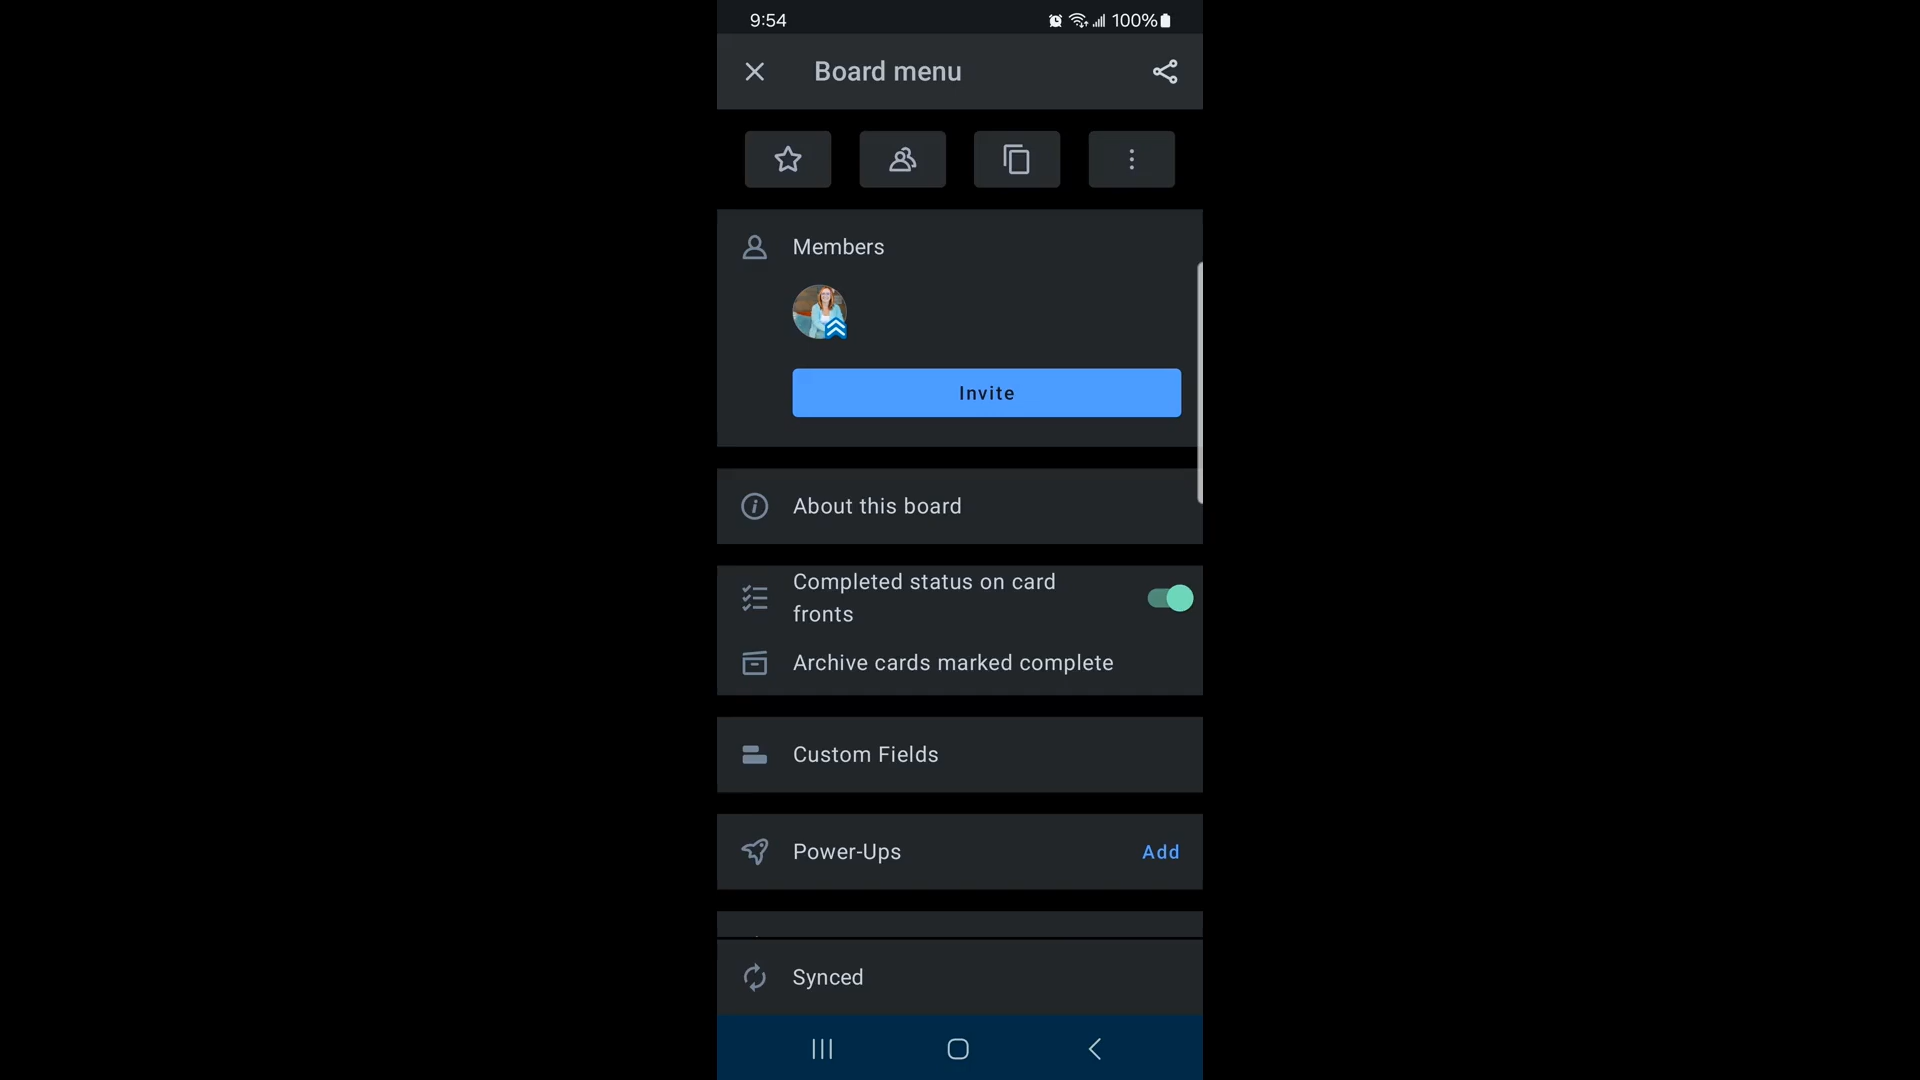 9:54
100%
Board menu
Members
Invite
About this board
Completed status on card
fronts
Archive cards marked complete
Custom Fields
Power-Ups
Add
Synced